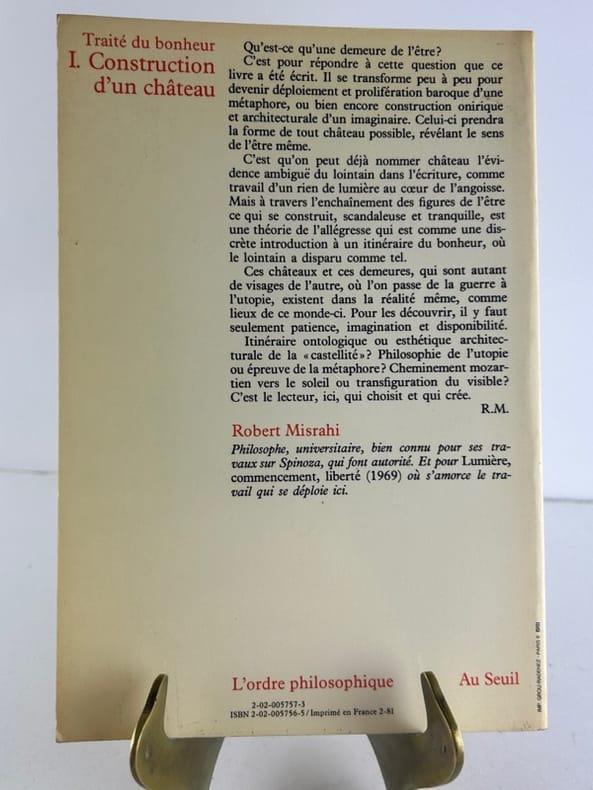 Traité du bonheur
I. Construction
d'un château
Qu'est-ce qu'une demeure de l'être?
C'est pour répondre à cette question que ce
livre a été écrit. Il se transforme peu à peu pour
devenir déploiement et prolifération baroque d'une
métaphore, ou bien encore construction onirique
et architecturale d'un imaginaire. Celui-ci prendra
la forme de tout château possible, révélant le sens
de l'être même.
C'est qu'on peut déjà nommer château l'évi-
dence ambiguë du lointain dans l'écriture, comme
travail d'un rien de lumière au cœur de l'angoisse.
Mais à travers l'enchaînement des figures de l'être
ce qui se construit, scandaleuse et tranquille, est
une théorie de l'allégresse qui est comme une dis-
crète introduction à un itinéraire du bonheur, où
le lointain a disparu comme tel.
Ces châteaux et ces demeures, qui sont autant
de visages de l'autre, où l'on passe de la guerre à
l'utopie, existent dans la réalité même, comme
lieux de ce monde-ci. Pour les découvrir, il y faut
seulement patience, imagination et disponibilité.
Itinéraire ontologique ou esthétique architec-
turale de la « castellité »? Philosophie de l'utopie
ou épreuve de la métaphore? Cheminement mozar-
tien vers le soleil ou transfiguration du visible?
C'est le lecteur, ici, qui choisit et qui crée.
R.M.
Robert Misrahi
Philosophe, universitaire, bien connu pour ses tra-
vaux sur Spinoza, qui font autorité. Et pour Lumière,
commencement, liberté (1969) où s'amorce le tra-
vail qui se déploie ici.
L'ordre philosophique
Au Seuil
2-02-005757-3
ISBN 2-02-005756-5/Imprimé en France 2-81
IMP. GROU-RADENEZ - PARIS 6